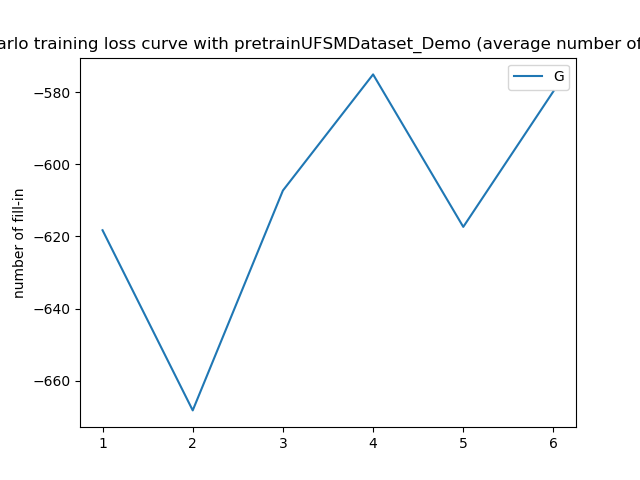 arlo training loss curve with pretrainUFSMDataset_Demo (average number of
G
−580
−600
−620
−640
−660
number of fill-in
1 2 3 4 5 6